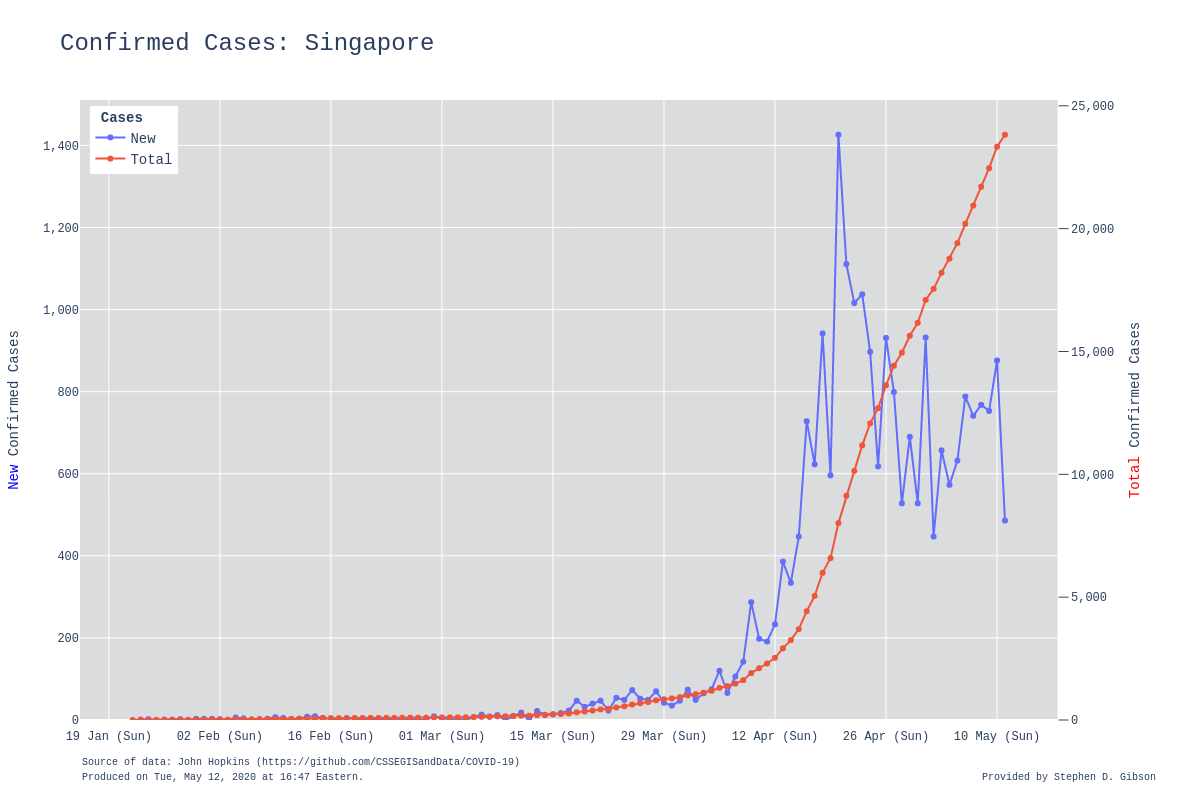 Confirmed Cases: Singapore
Cases
New
Total
1,400
1,200
1,000
800
600
400
200
0
25,000
20,000
15,000
10,000
5,000
0
New Confirmed Cases
Total Confirmed Cases
19 Jan (Sun) 02 Feb (Sun) 16 Feb (Sun) 01 Mar (Sun) 15 Mar (Sun) 29 Mar (Sun) 12 Apr (Sun) 26 Apr (Sun) 10 May (Sun)
Source of data: John Hopkins (https://github.com/CSSEGISandData/COVID-19)
Produced on Tue, May 12, 2020 at 16:47 Eastern.
Provided by Stephen D. Gibson